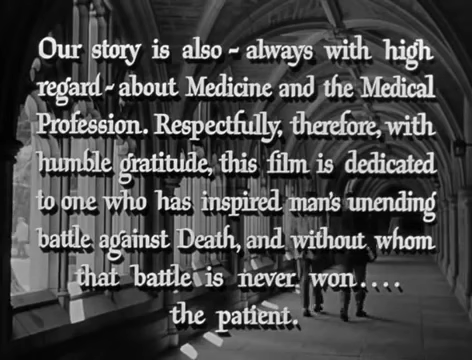 Our story is also ~ always with high
regard ~ about Medicine and the Medical
Profession. Respectfully, therefore, with
humble gratitude, this film is dedicated
to one who has inspired man's unending
battle against Death, and without whom
that battle is never won....
the patient.